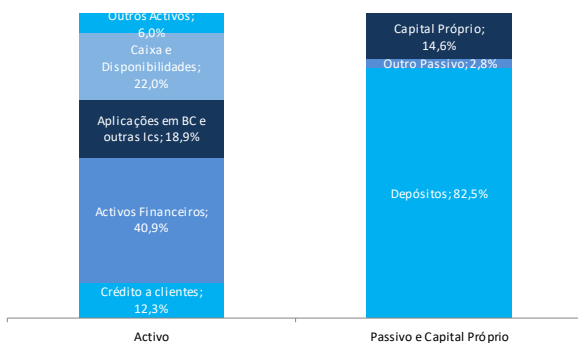 Outros Activos;
6,0%
Caixa e
Disponibilidades;
22,0%
Aplicações em BC e
outras Ics; 18,9%
Activos Financeiros;
40,9%
Crédito a clientes;
12,3%
Activo
Capital Próprio;
14,6%
Outro Passivo; 2,8%
Depósitos; 82,5%
Passivo e Capital Próprio